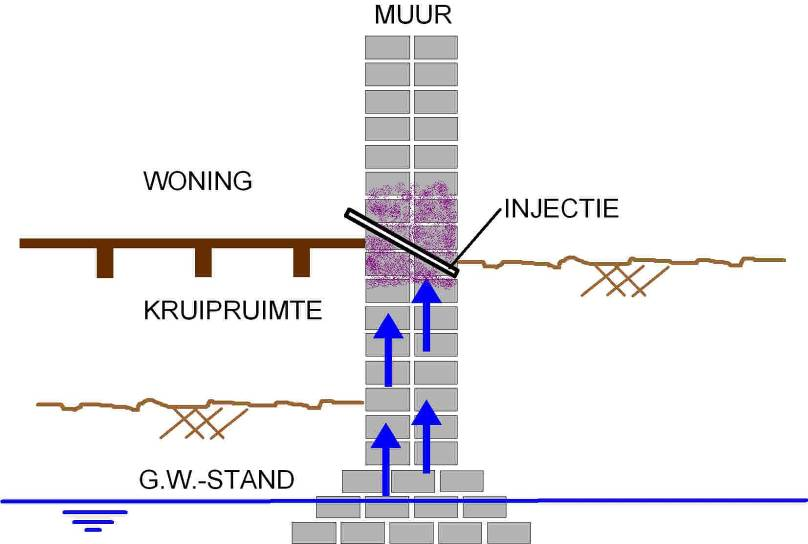 MUUR
WONING
INJECTIE
KRUIPRUIMTE
G.W.-STAND